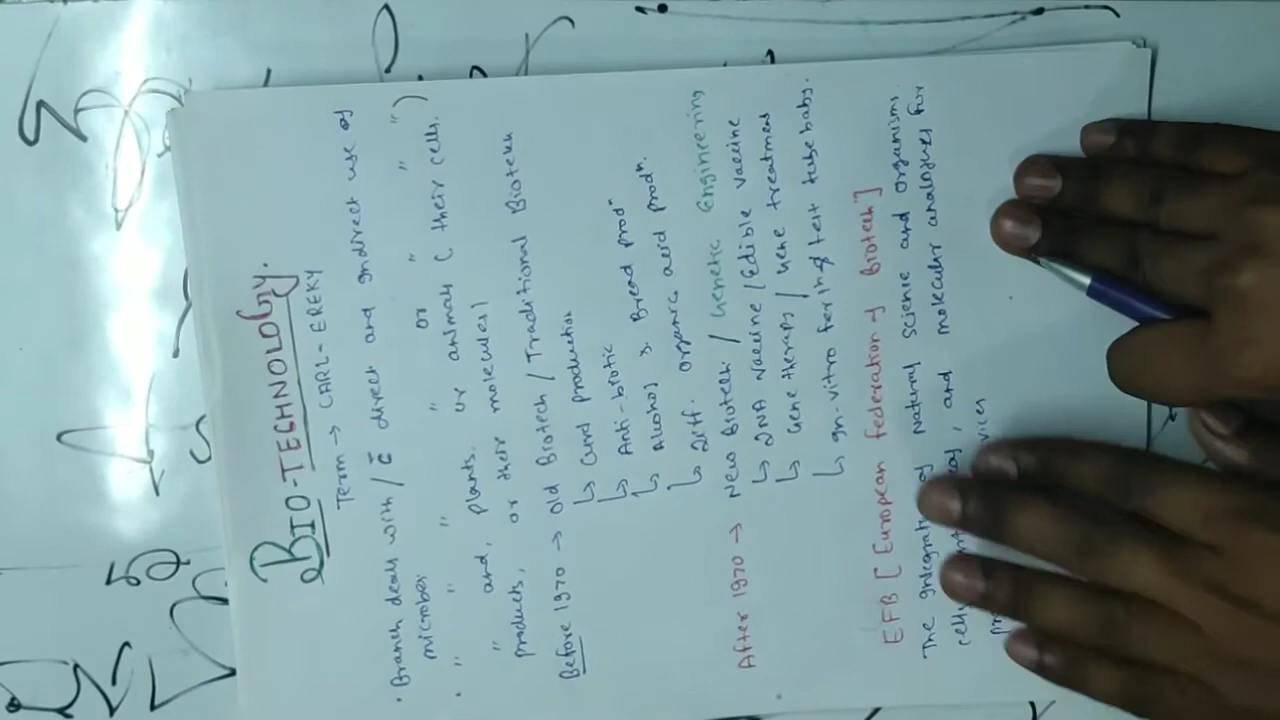 BIO-TECHNOLOGY.
Term → CARL-EREKY
· Branch deals with / c̄ direct and indirect use of
microbes " or " " )
· " " " or animals ( their cells.
" and, plants.
products, or their molecules)
Before 1970 → Old Biotech / Traditional Biotech
↳ Curd production
↳ Anti-biotic
↳ Alcohol & Bread prodⁿ
↳ Diff. organic acid prodⁿ.
After 1970 → New Biotech / Genetic Engineering
↳ DNA vaccine / Edible vaccine
↳ Gene therapy / Gene treatment
↳ In-vitro ferⁿ of test tube baby.
EFB [European federation of Biotech]
The Integrat of Natural science and organisms.
cells, and molecular analogues for